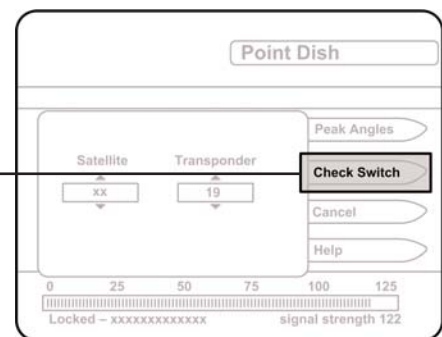 Point Dish
Peak Angles
Satellite Transponder
Check Switch
xx 19
Cancel
Help
0 25 50 75 100 125
Locked – xxxxxxxxxxxxx signal strength 122